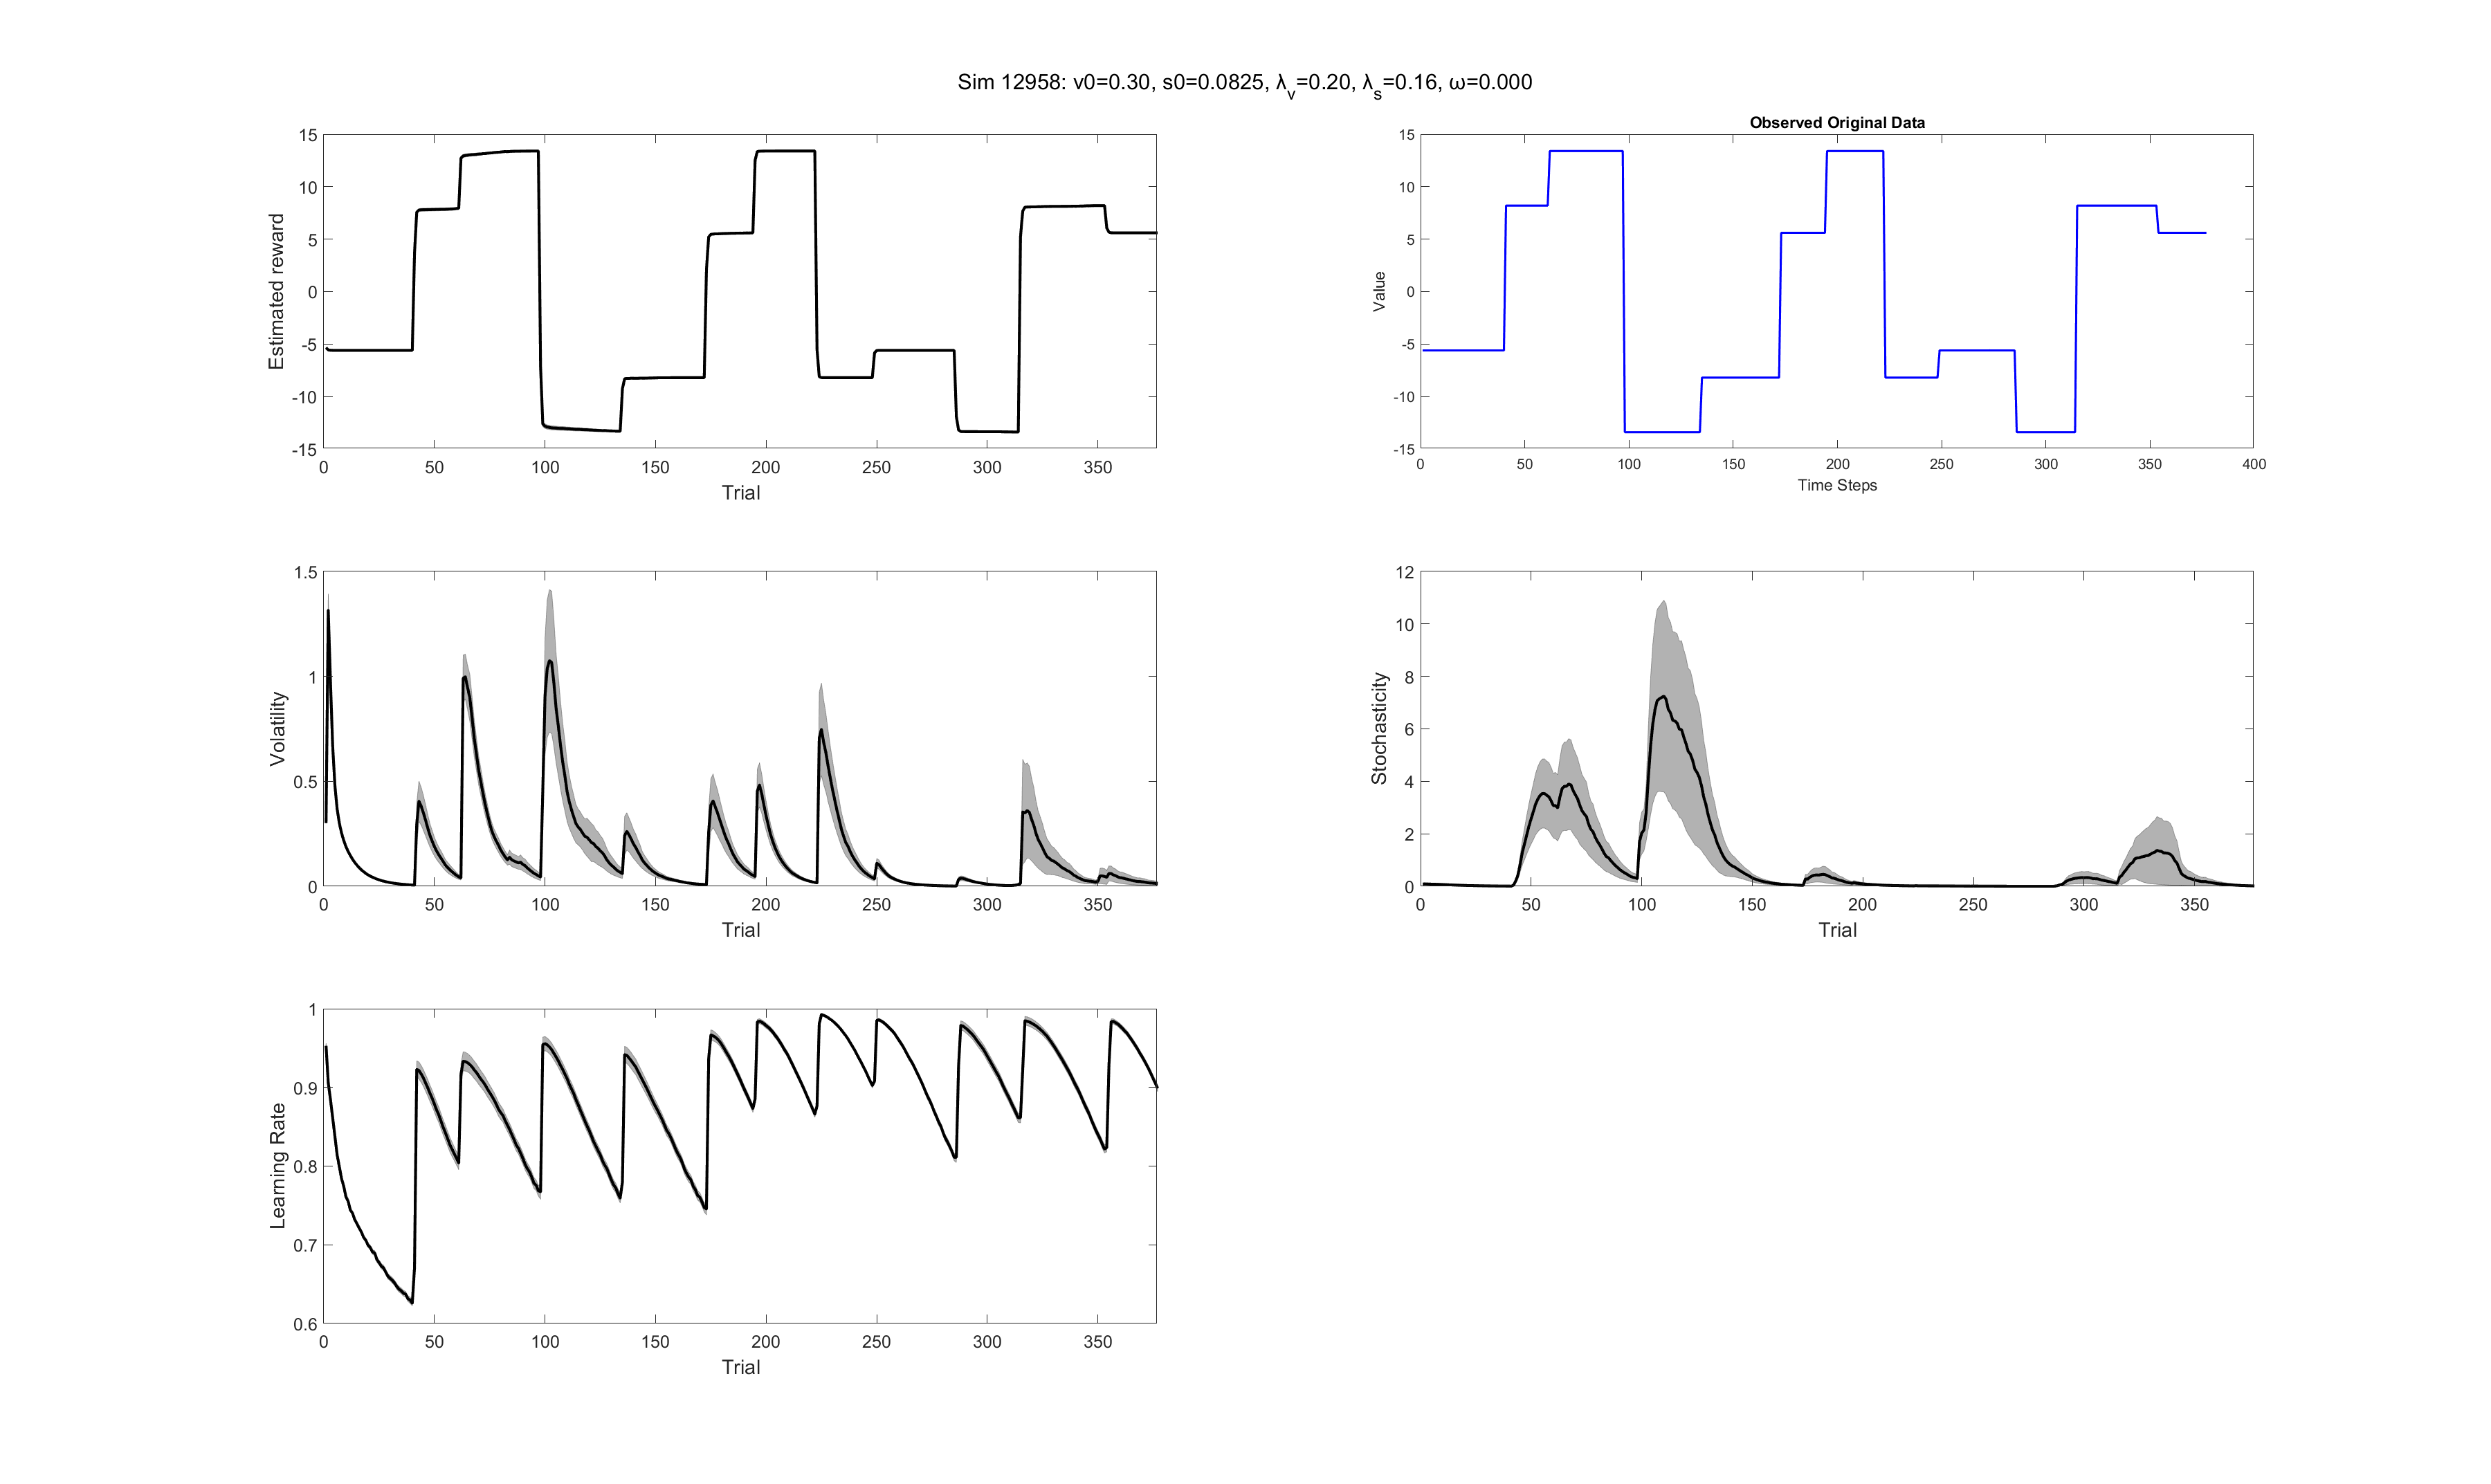 Sim 12958: v0=0.30, s0=0.0825, λv=0.20, λs=0.16, ω=0.000
15
10
5
0
-5
-10
-15
Estimated reward
0 50 100 150 200 250 300 350
Trial
Observed Original Data
15
10
5
0
-5
-10
-15
Value
0 50 100 150 200 250 300 350 400
Time Steps
1.5
1
0.5
0
Volatility
0 50 100 150 200 250 300 350
Trial
12
10
8
6
4
2
0
Stochasticity
0 50 100 150 200 250 300 350
Trial
1
0.9
0.8
0.7
0.6
Learning Rate
0 50 100 150 200 250 300 350
Trial